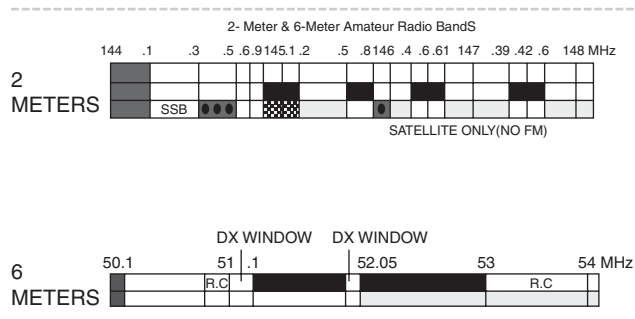 2- Meter & 6-Meter Amateur Radio BandS
144 .1 .3 .5 .6.9 145.1 .2 .5 .8 146 .4 .6 .61 147 .39 .42 .6 148 MHz
2
METERS
SSB
SATELLITE ONLY(NO FM)
DX WINDOW DX WINDOW
50.1 51 .1 52.05 53 54 MHz
6
METERS
R.C R.C